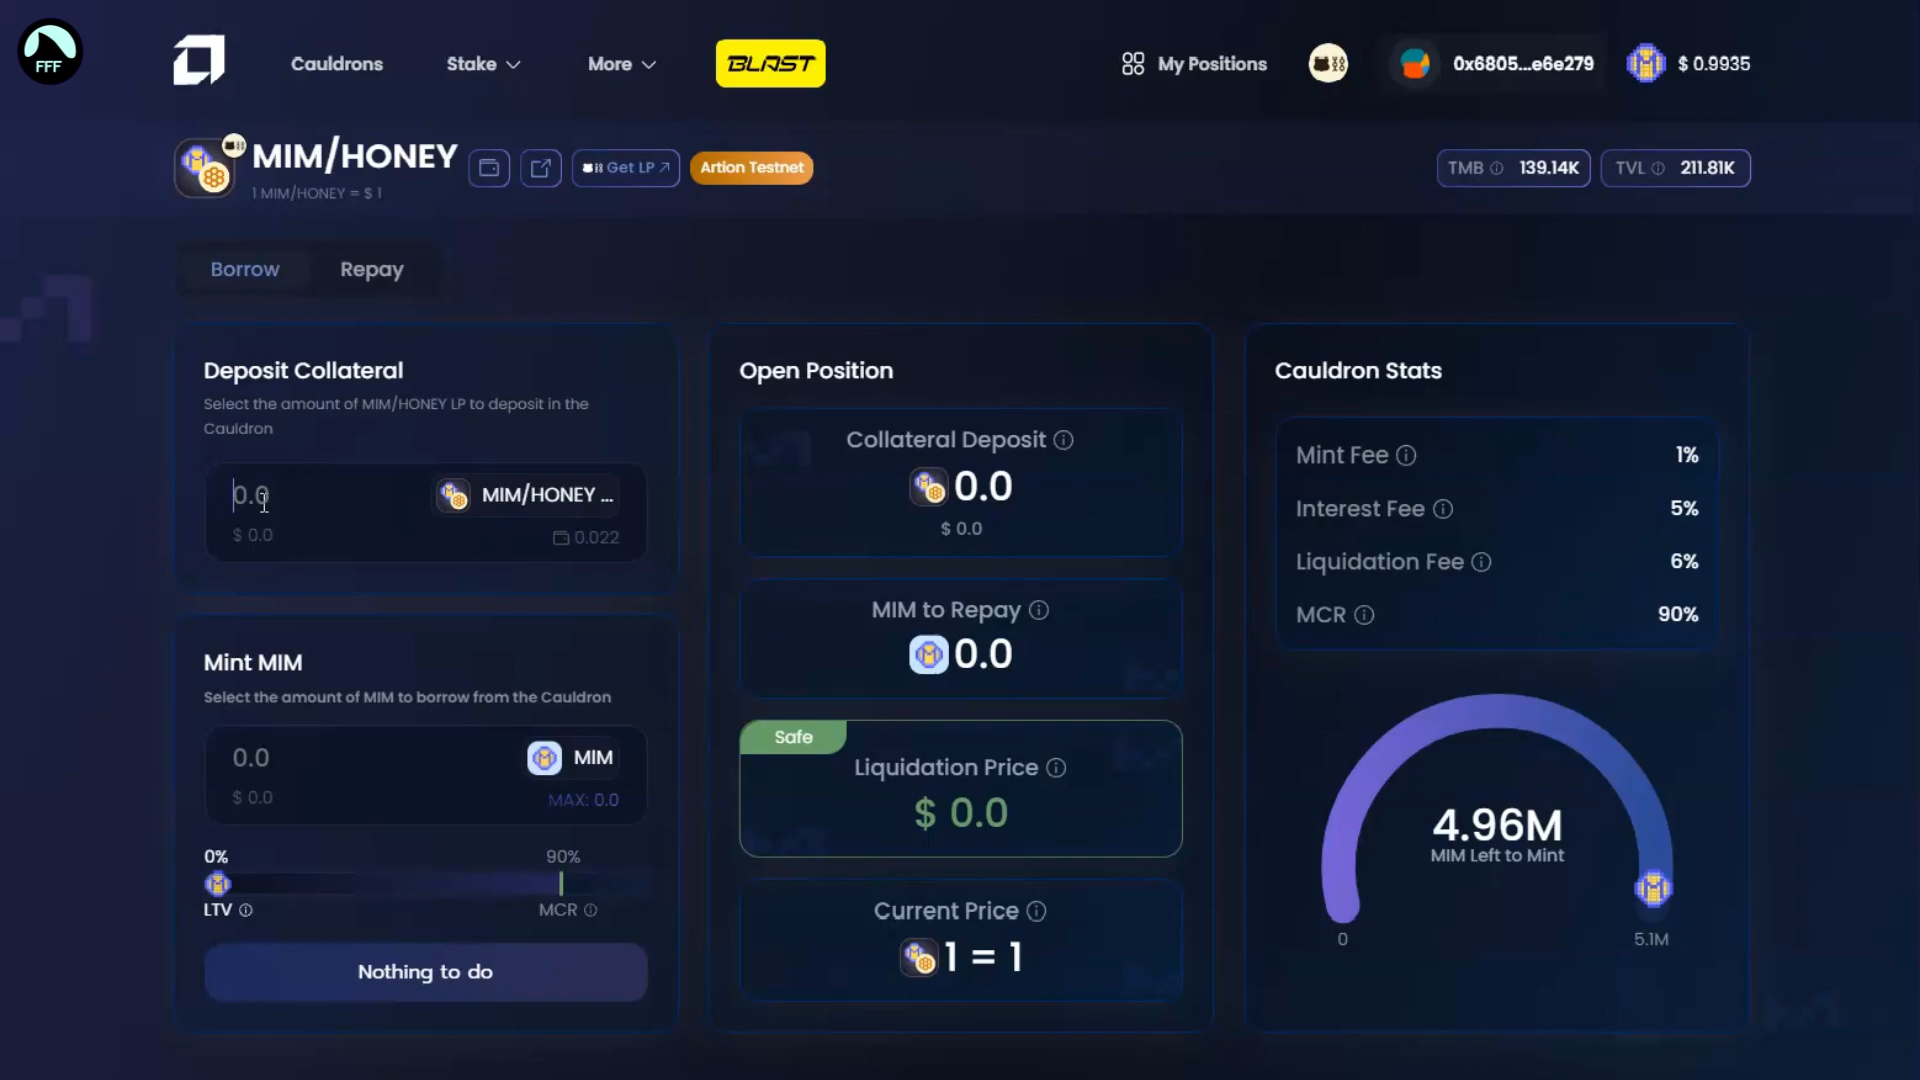 FFF
Cauldrons
Stake
More
BLAST
My Positions
0x6805...e6e279
$ 0.9935
MIM/HONEY
1 MIM/HONEY = $ 1
Get LP
Artion Testnet
TMB 139.14K
TVL 211.81K
Borrow
Repay
Deposit Collateral
Select the amount of MIM/HONEY LP to deposit in the
Cauldron
0.0
MIM/HONEY ...
$ 0.0
0.022
Mint MIM
Select the amount of MIM to borrow from the Cauldron
0.0
MIM
$ 0.0
MAX: 0.0
0%
90%
LTV
MCR
Nothing to do
Open Position
Collateral Deposit
0.0
$ 0.0
MIM to Repay
0.0
Safe
Liquidation Price
$ 0.0
Current Price
1 = 1
Cauldron Stats
Mint Fee 1%
Interest Fee 5%
Liquidation Fee 6%
MCR 90%
4.96M
MIM Left to Mint
0
5.1M